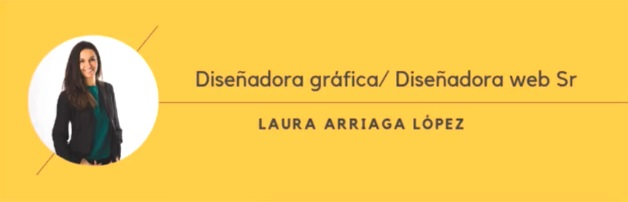 Diseñadora gráfica/ Diseñadora web Sr
LAURA ARRIAGA LÓPEZ